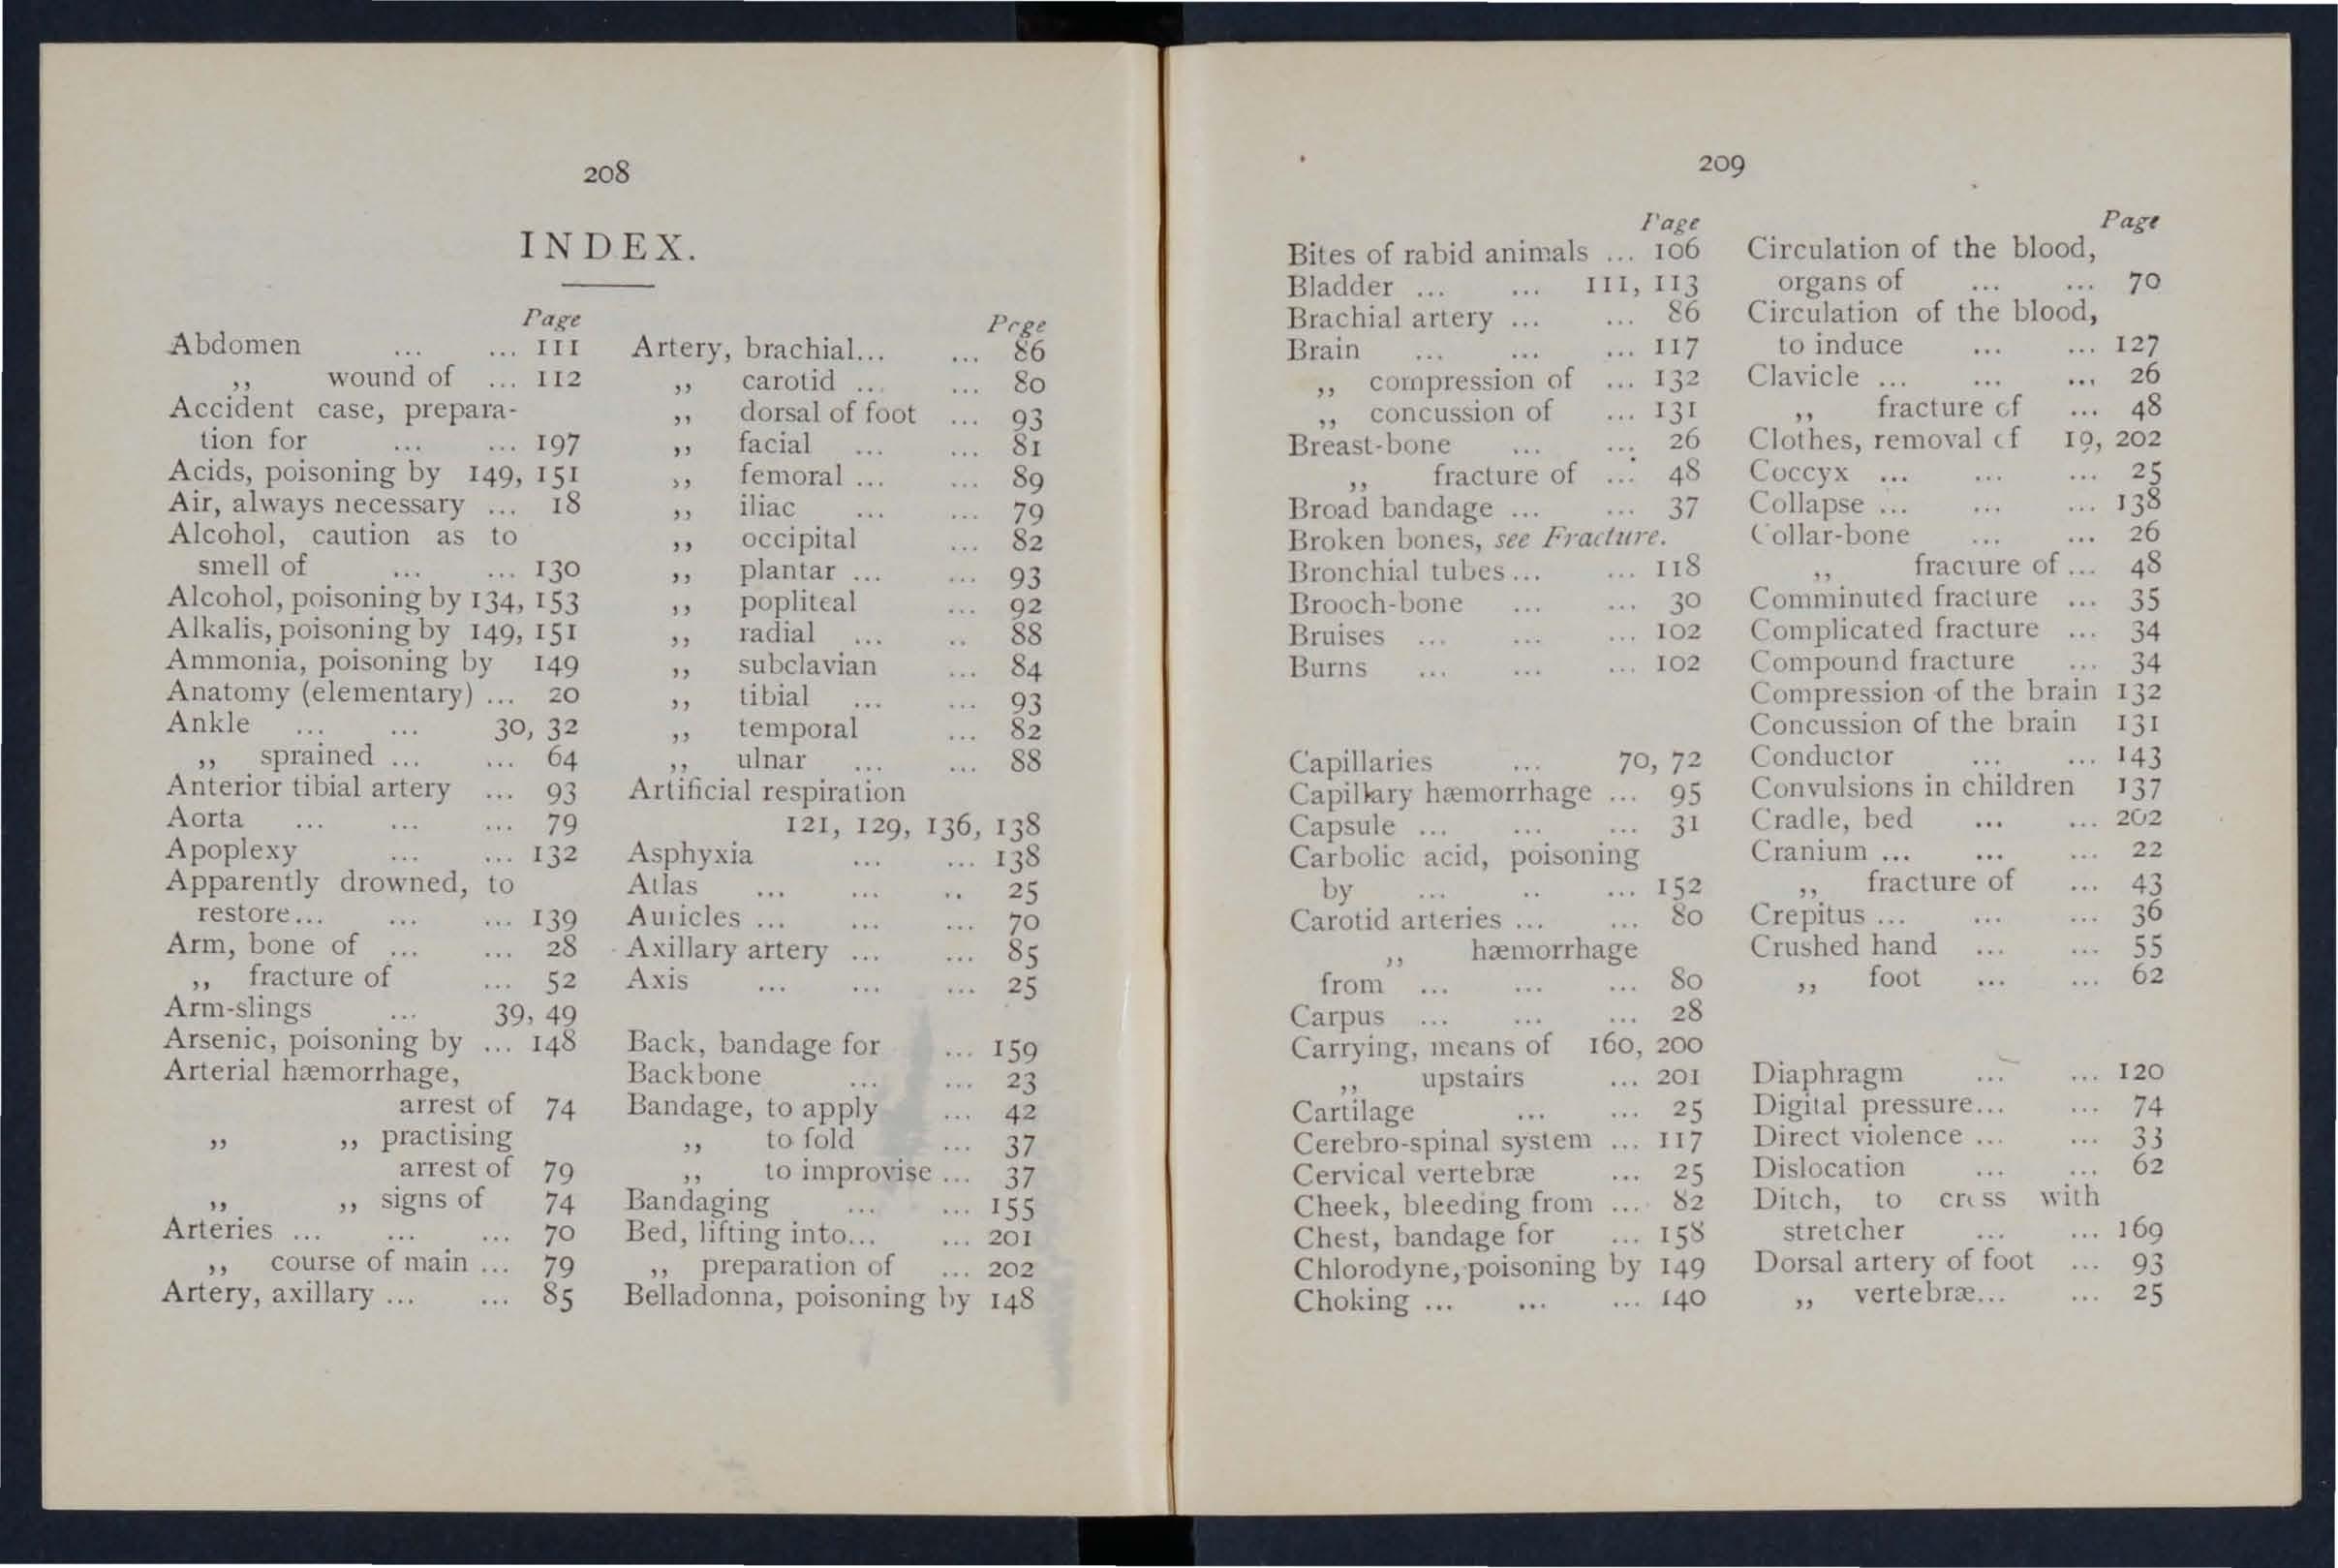 208
INDEX.
Page
Abdomen ... ... 111
,, wound of ... 112
Accident case, prepara-
tion for ... ... 197
Acids, poisoning by 149, 151
Air, always necessary ... 18
Alcohol, caution as to
smell of ... ... 130
Alcohol, poisoning by 134, 153
Alkalis, poisoning by 149, 151
Ammonia, poisoning by 149
Anatomy (elementary) ... 20
Ankle ... ... 30, 32
,, sprained ... ... 64
Anterior tibial artery ... 93
Aorta ... ... ... 79
Apoplexy ... ... 132
Apparently drowned, to
restore... ... ... 139
Arm, bone of ... ... 28
,, fracture of ... 52
Arm-slings ... 39, 49
Arsenic, poisoning by ... 148
Arterial hæmorrhage,
arrest of 74
,, ,, practising
arrest of 79
,, ,, signs of 74
Arteries ... ... ... 70
,, course of main ... 79
Artery, axillary ... ... 85
Page
Artery, brachial... ... 86
,, carotid ... ... 80
,, dorsal of foot ... 93
,, facial ... ... 81
,, femoral ... ... 89
,, iliac ... ... 79
,, occipital ... 82
,, plantar ... ... 93
,, popliteal ... 92
,, radial ... .. 88
,, subclavian ... 84
,, tibial ... ... 93
,, temporal ... 82
,, ulnar ... ... 88
Artificial respiration
121, 129, 136, 138
Asphyxia ... ... 138
Atlas ... ... .. 25
Auricles ... ... ... 70
Axillary artery ... ... 85
Axis ... ... ... 25
Back, bandage for ... 159
Backbone ... ... 23
Bandage, to apply ... 42
,, to fold ... 37
,, to improvise ... 37
Bandaging ... ... 155
Bed, lifting into... ... 201
,, preparation of ... 202
Belladonna, poisoning by 148
209
Page
Bites of rabid animals ... 106
Bladder ... ... 111, 113
Brachial artery ... ... 86
Brain ... ... ... 117
,, compression of ... 132
,, concussion of ... 131
Breast-bone ... ... 26
,, fracture of ... 48
Broad bandage ... ... 37
Broken bones, see Fracture.
Bronchial tubes... ... 118
Brooch-bone ... ... 30
Bruises ... ... ... 102
Burns ... ... ... 102
Capillaries ... 70, 72
Capillary hæmorrhage ... 95
Capsule ... ... ... 31
Carbolic acid, poisoning
by ... .. ... 152
Carotid arteries ... ... 80
,, hæmorrhage
from ... ... ... 80
Carpus ... ... ... 28
Carrying, means of 160, 200
,, upstairs ... 201
Cartilage ... ... 25
Cerebro-spinal system ... 117
Cervical vertebræ ... 25
Cheek, bleeding from ... 82
Chest, bandage for ... 158
Chlorodyne, poisoning by 149
Choking ... ... ... 140
Page
Circulation of the blood,
organs of ... ... 70
Circulation of the blood,
to induce ... ... 127
Clavicle ... ... ... 26
,, fracture of ... 48
Clothes, removal of 19, 202
Coccyx ... ... ... 25
Collapse ... ... ... 138
Collar-bone ... ... 26
,, fracture of ... 48
Comminuted fracture ... 35
Complicated fracture ... 34
Compound fracture ... 34
Compression of the brain 132
Concussion of the brain 131
Conductor ... ... 143
Convulsions in children 137
Cradle, bed ... ... 202
Cranium ... ... ... 22
,, fracture of ... 43
Crepitus ... ... ... 36
Crushed hand ... ... 55
,, foot ... ... 62
Diaphragm ... ... 120
Digital pressure... ... 74
Direct violence ... ... 33
Dislocation ... ... 62
Ditch, to cross with
stretcher ... ... 169
Dorsal artery of foot ... 93
,, vertebræ... ... 25